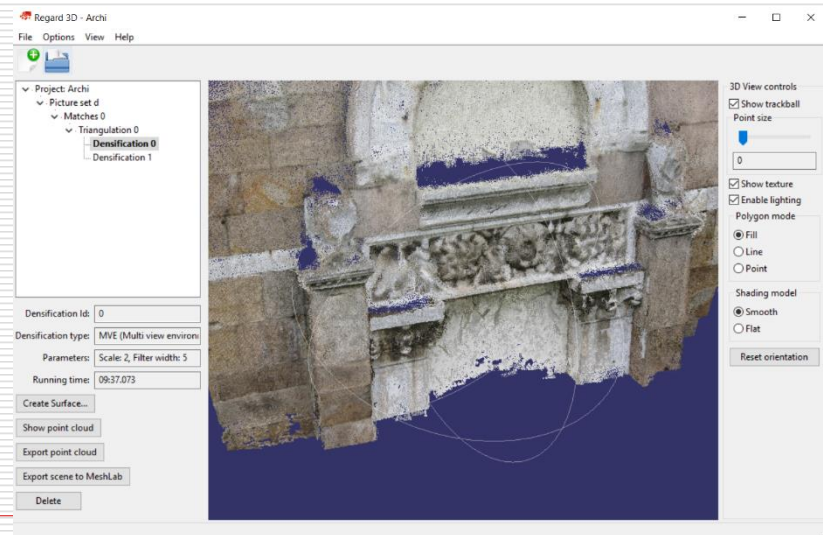 Regard 3D - Archi
File Options View Help
Project: Archi
Picture set d
Matches 0
Triangulation 0
Densification 0
Densification 1
Densification Id: 0
Densification type: MVE (Multi view environ
Parameters: Scale: 2, Filter width: 5
Running time: 09:37.073
Create Surface...
Show point cloud
Export point cloud
Export scene to MeshLab
Delete
3D View controls
Show trackball
Point size
0
Show texture
Enable lighting
Polygon mode
Fill
Line
Point
Shading model
Smooth
Flat
Reset orientation